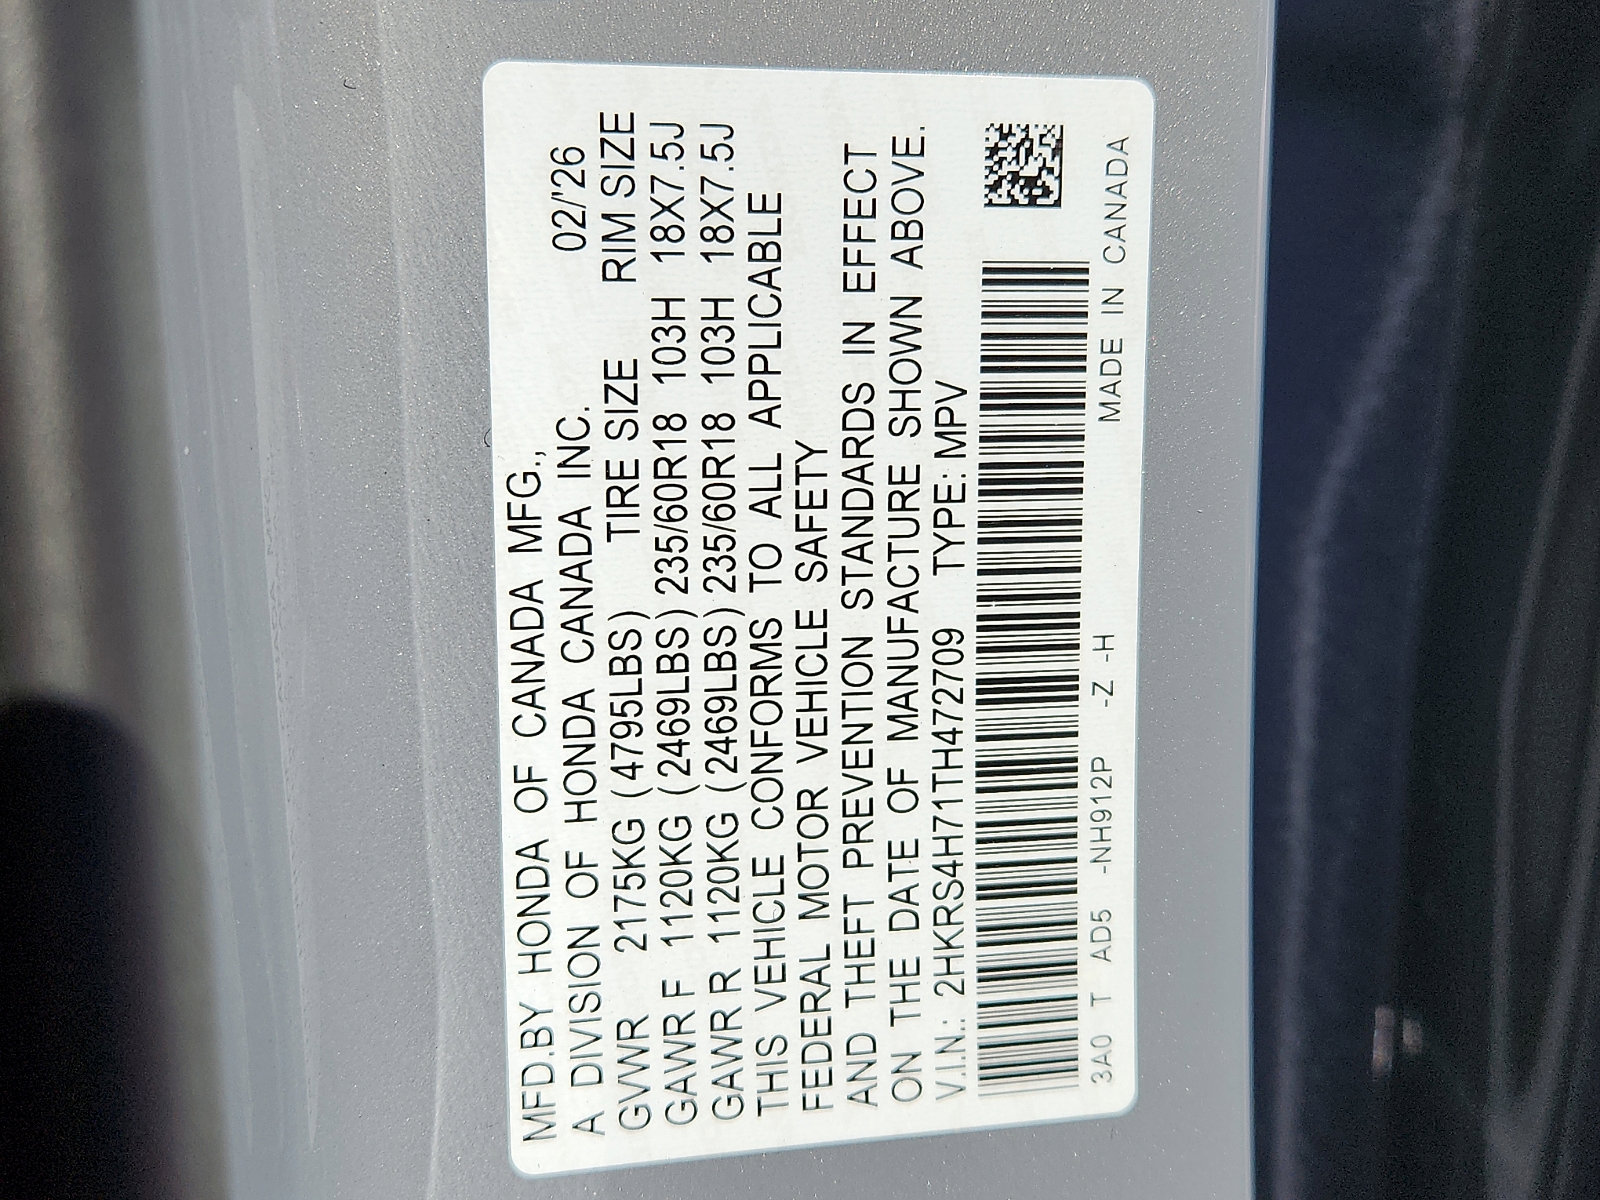 MFD.BY HONDA OF CANADA MFG.,
A DIVISION OF HONDA CANADA INC. 02/'26
GVWR 2175KG (4795LBS) TIRE SIZE RIM SIZE
GAWR F 1120KG (2469LBS) 235/60R18 103H 18X7.5J
GAWR R 1120KG (2469LBS) 235/60R18 103H 18X7.5J
THIS VEHICLE CONFORMS TO ALL APPLICABLE
FEDERAL MOTOR VEHICLE SAFETY
AND THEFT PREVENTION STANDARDS IN EFFECT
ON THE DATE OF MANUFACTURE SHOWN ABOVE.
V.I.N.: 2HKRS4H71TH472709 TYPE: MPV
3A0 T AD5 -NH912P -Z -H MADE IN CANADA